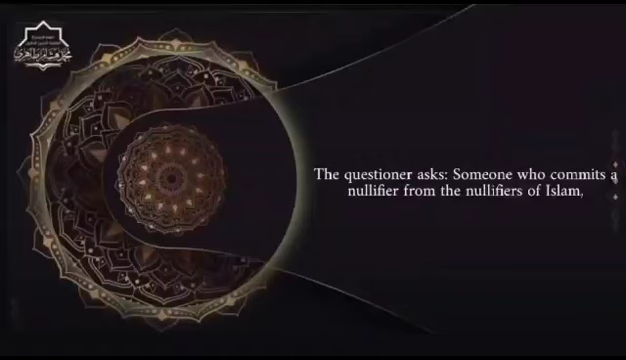 The questioner asks: Someone who commits a
nullifier from the nullifiers of Islam,